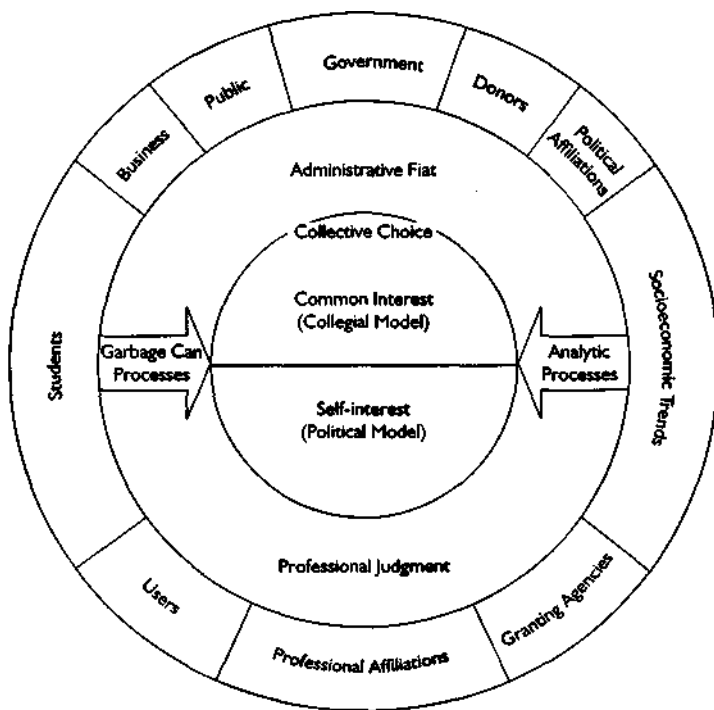 Government
Public
Donors
Business
Political
Affiliations
Administrative Fiat
Collective Choice
Common Interest
(Collegial Model)
Students
Garbage Can
Processes
Analytic
Processes
Socioeconomic Trends
Self-interest
(Political Model)
Professional Judgment
Users
Granting Agencies
Professional Affiliations